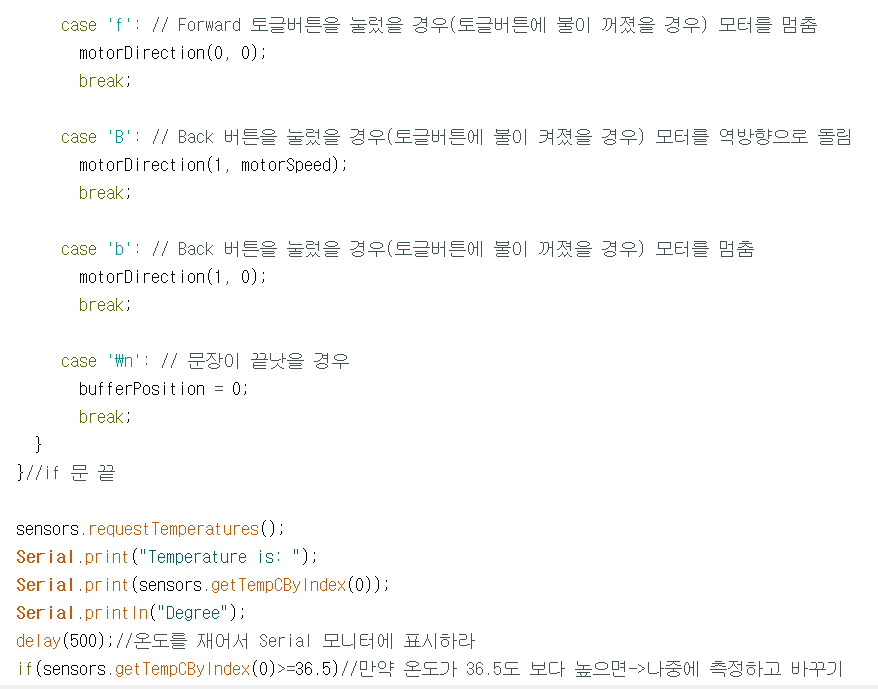 case 'f': // Forward 토글버튼을 눌렀을 경우(토글버튼에 불이 꺼졌을 경우) 모터를 멈춤
motorDirection(0, 0);
break;
case 'B': // Back 버튼을 눌렀을 경우(토글버튼에 불이 켜졌을 경우) 모터를 역방향으로 돌림
motorDirection(1, motorSpeed);
break;
case 'b': // Back 버튼을 눌렀을 경우(토글버튼에 불이 꺼졌을 경우) 모터를 멈춤
motorDirection(1, 0);
break;
case '₩n': // 문장이 끝낫을 경우
bufferPosition = 0;
break;
}
}//if 문 끝
sensors.requestTemperatures();
Serial.print("Temperature is: ");
Serial.print(sensors.getTempCByIndex(0));
Serial.println("Degree");
delay(500);//온도를 재어서 Serial 모니터에 표시하라
if(sensors.getTempCByIndex(0)>=36.5)//만약 온도가 36.5도 보다 높으면->나중에 측정하고 바꾸기